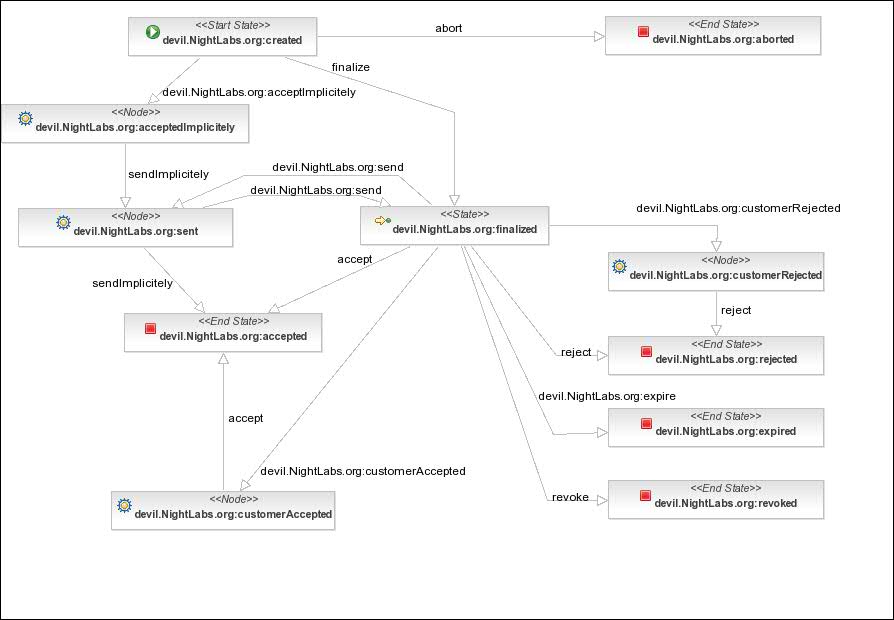 <<Start State>>
devil.NightLabs.org:created
abort
<<End State>>
devil.NightLabs.org:aborted
finalize
devil.NightLabs.org:acceptImplicitely
<<Node>>
devil.NightLabs.org:acceptedImplicitely
sendImplicitely
devil.NightLabs.org:send
devil.NightLabs.org:send
<<Node>>
devil.NightLabs.org:sent
<<State>>
devil.NightLabs.org:finalized
devil.NightLabs.org:customerRejected
<<Node>>
devil.NightLabs.org:customerRejected
accept
sendImplicitely
reject
<<End State>>
devil.NightLabs.org:accepted
reject
<<End State>>
devil.NightLabs.org:rejected
devil.NightLabs.org:expire
<<End State>>
devil.NightLabs.org:expired
accept
devil.NightLabs.org:customerAccepted
<<Node>>
devil.NightLabs.org:customerAccepted
revoke
<<End State>>
devil.NightLabs.org:revoked